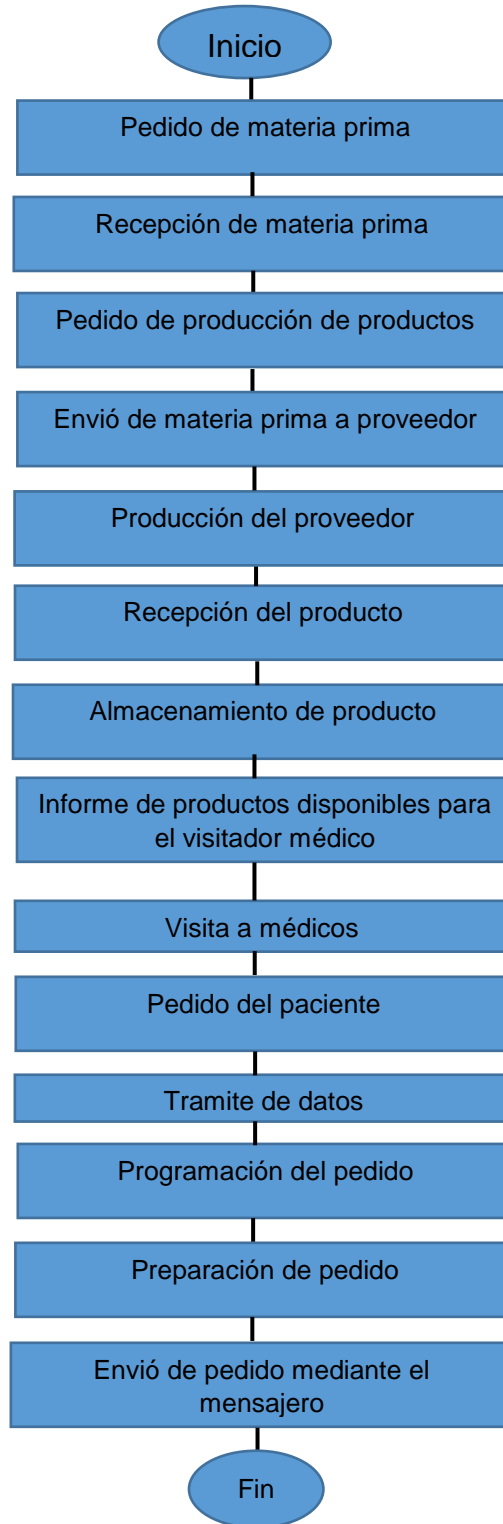 Inicio
Pedido de materia prima
Recepción de materia prima
Pedido de producción de productos
Envió de materia prima a proveedor
Producción del proveedor
Recepción del producto
Almacenamiento de producto
Informe de productos disponibles para
el visitador médico
Visita a médicos
Pedido del paciente
Tramite de datos
Programación del pedido
Preparación de pedido
Envió de pedido mediante el
mensajero
Fin